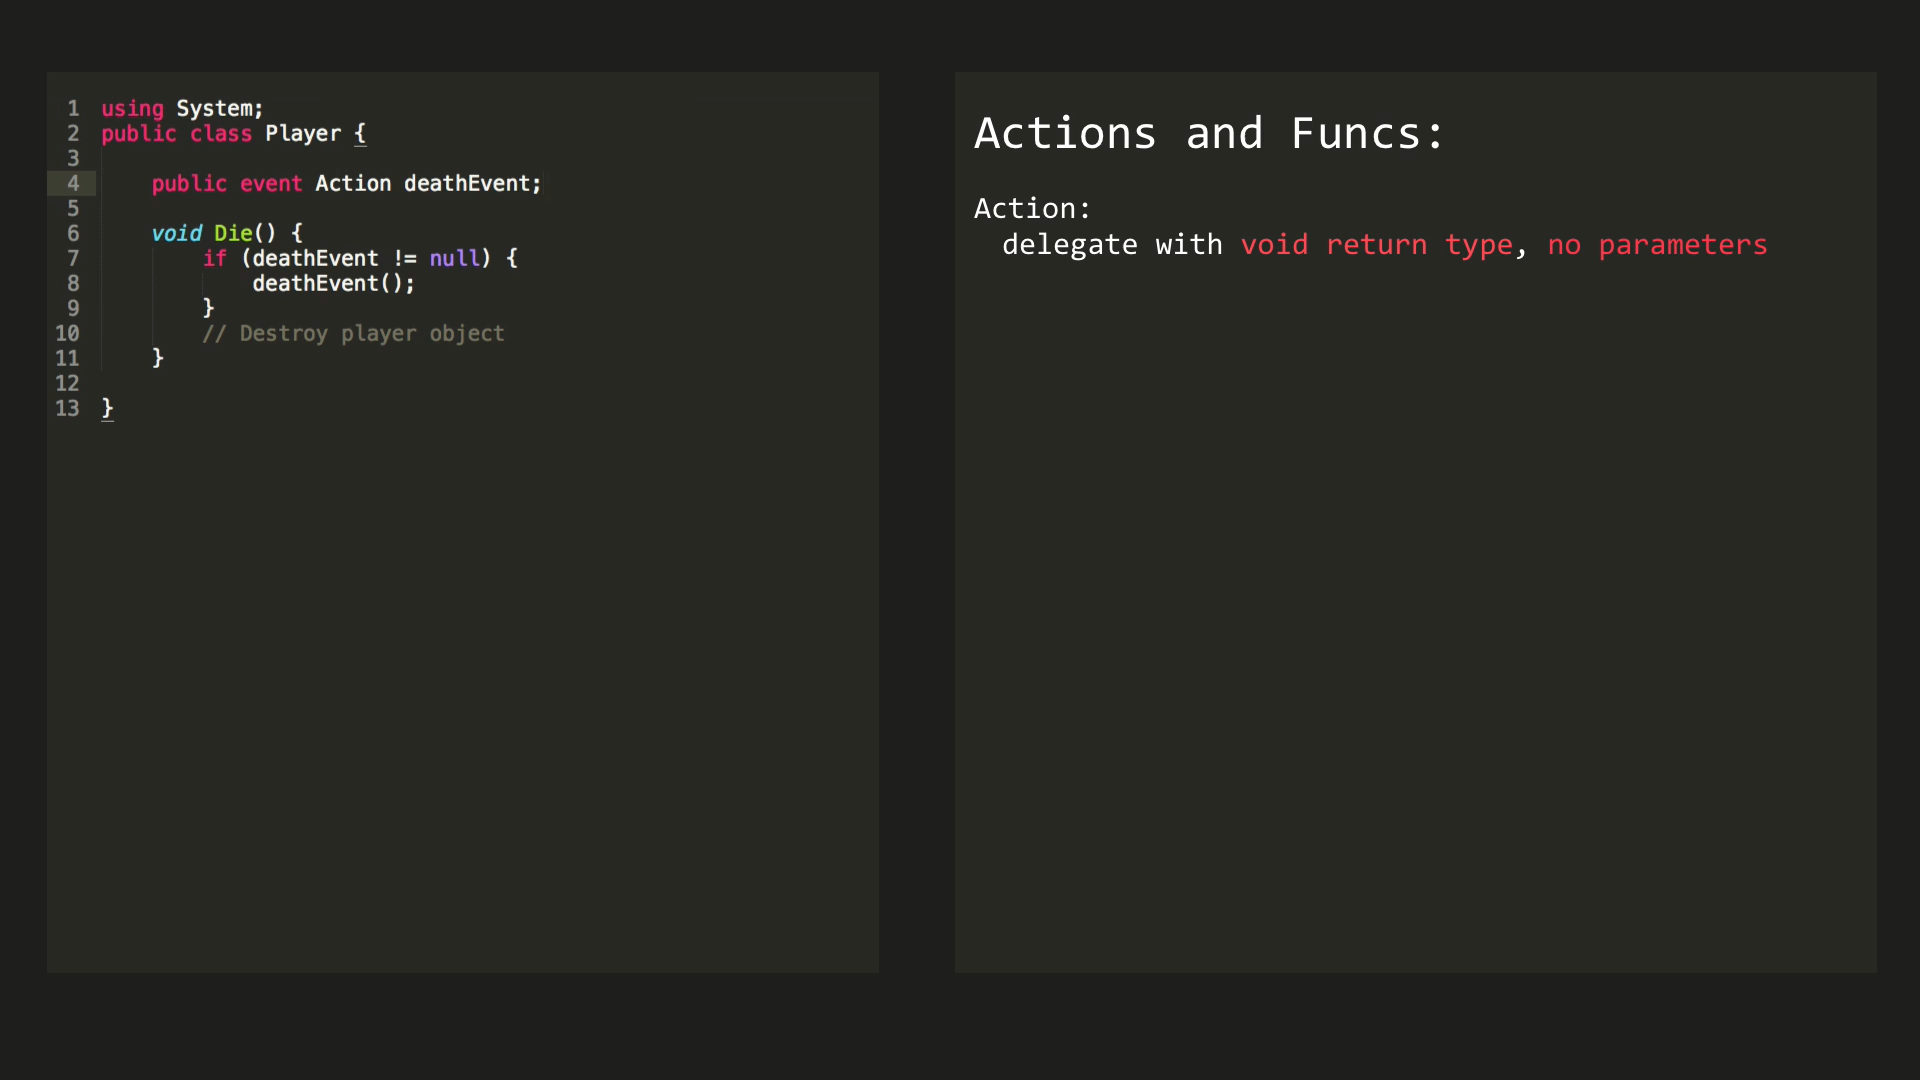 1 using System;
2 public class Player {
3
4 public event Action deathEvent;
5
6 void Die() {
7 if (deathEvent != null) {
8 deathEvent();
9 }
10 // Destroy player object
11 }
12
13 }
Actions and Funcs:
Action:
delegate with void return type, no parameters